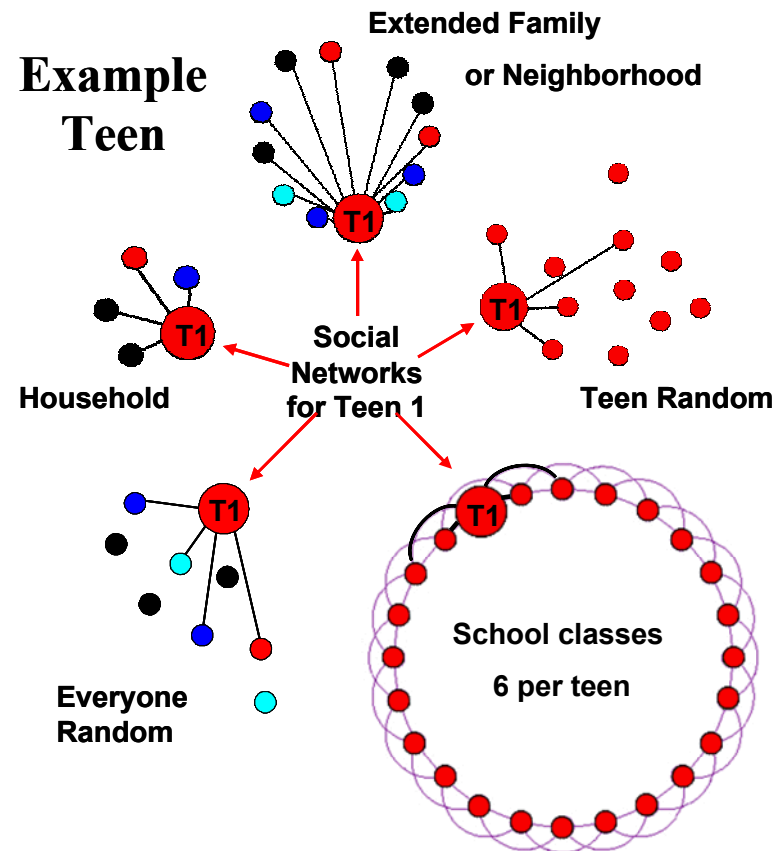 Example
Teen
Extended Family
or Neighborhood
T1
T1
T1
Social
Networks
for Teen 1
Household
Teen Random
T1
T1
School classes
6 per teen
Everyone
Random